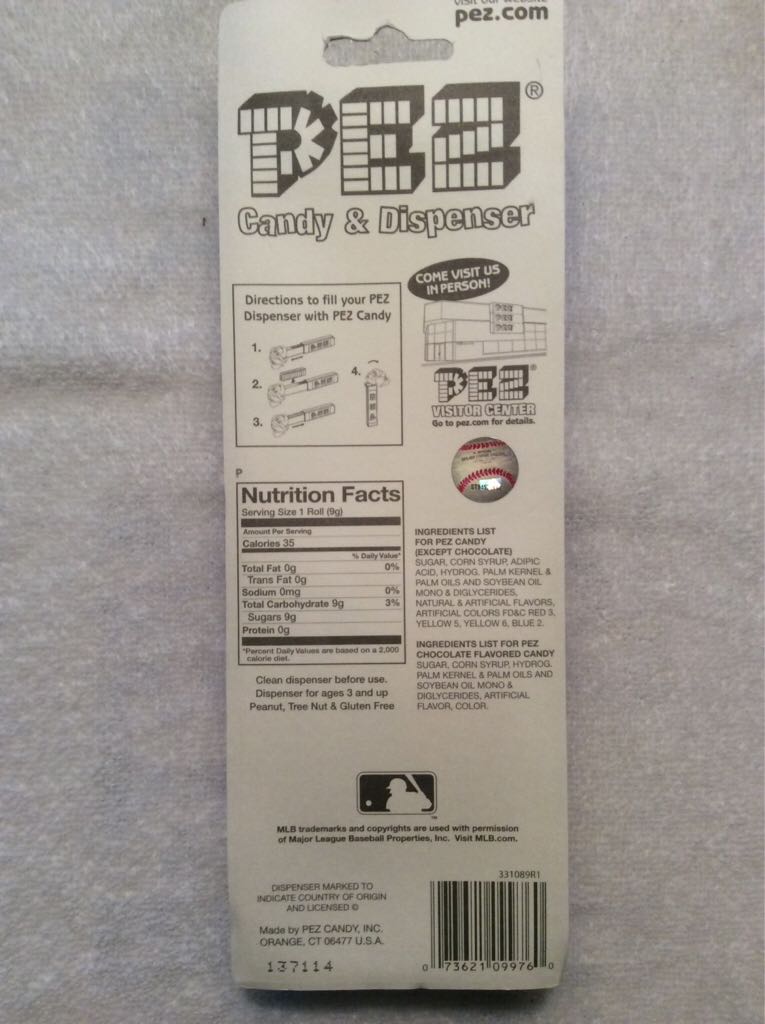 pez.com
PEZ®
Candy & Dispenser
COME VISIT US
IN PERSON!
Directions to fill your PEZ
Dispenser with PEZ Candy
1.
2.
3.
4.
PEZ
PEZ
PEZ
PEZ®
VISITOR CENTER
Go to pez.com for details.
P
Nutrition Facts
Serving Size 1 Roll (9g)
Amount Per Serving
Calories 35
% Daily Value*
Total Fat 0g 0%
Trans Fat 0g
Sodium 0mg 0%
Total Carbohydrate 9g 3%
Sugars 9g
Protein 0g
*Percent Daily Values are based on a 2,000
calorie diet.
Clean dispenser before use.
Dispenser for ages 3 and up
Peanut, Tree Nut & Gluten Free
INGREDIENTS LIST
FOR PEZ CANDY
(EXCEPT CHOCOLATE)
SUGAR, CORN SYRUP, ADIPIC
ACID, HYDROG. PALM KERNEL &
PALM OILS AND SOYBEAN OIL
MONO & DIGLYCERIDES,
NATURAL & ARTIFICIAL FLAVORS,
ARTIFICIAL COLORS FD&C RED 3,
YELLOW 5, YELLOW 6, BLUE 2.
INGREDIENTS LIST FOR PEZ
CHOCOLATE FLAVORED CANDY
SUGAR, CORN SYRUP, HYDROG.
PALM KERNEL & PALM OILS AND
SOYBEAN OIL MONO &
DIGLYCERIDES, ARTIFICIAL
FLAVOR, COLOR.
™
MLB trademarks and copyrights are used with permission
of Major League Baseball Properties, Inc. Visit MLB.com.
DISPENSER MARKED TO
INDICATE COUNTRY OF ORIGIN
AND LICENSED ©
Made by PEZ CANDY, INC.
ORANGE, CT 06477 U.S.A.
137114
331089R1
0 73621 09976 0